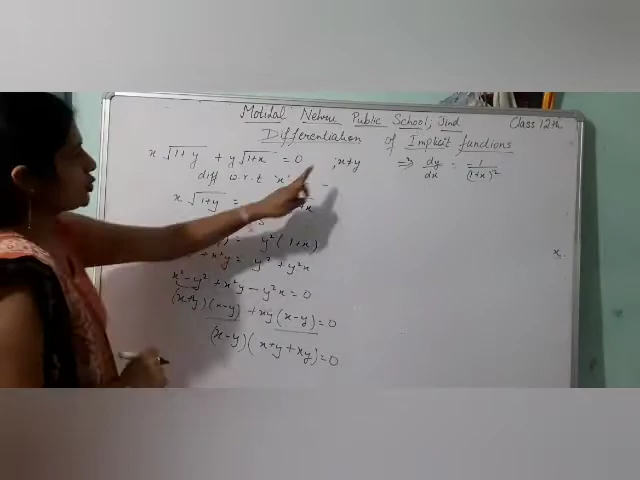 Motilal Nehru Public School, Jind
Class 12th
Differentiation of Implicit functions
x √1+y + y √1+x = 0 ; x≠y ⇒ dy/dx = -1/(1+x)²
diff w.r.t 'x'
x √1+y =
= y²(1+x)
+ x²y = y² + y²x
x² - y² + x²y - y²x = 0
(x+y)(x-y) + xy(x-y) = 0
(x-y)(x+y+xy) = 0